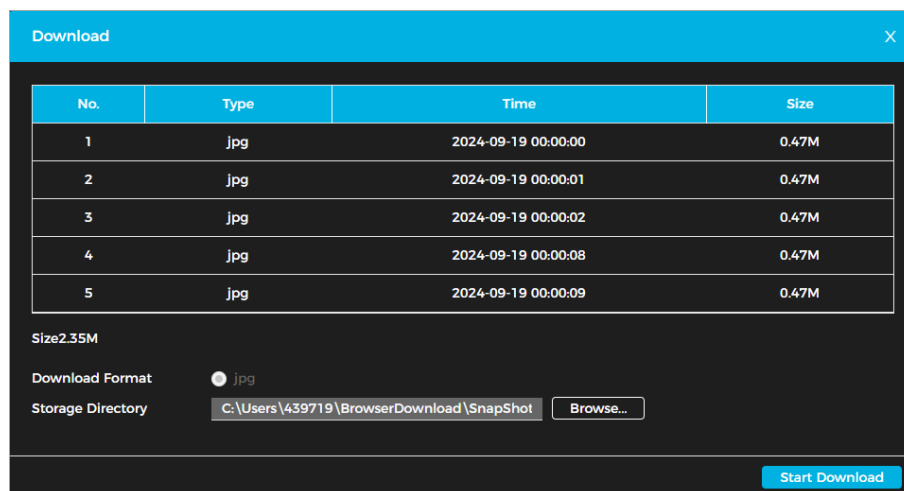 Download X
No. Type Time Size
1 jpg 2024-09-19 00:00:00 0.47M
2 jpg 2024-09-19 00:00:01 0.47M
3 jpg 2024-09-19 00:00:02 0.47M
4 jpg 2024-09-19 00:00:08 0.47M
5 jpg 2024-09-19 00:00:09 0.47M
Size2.35M
Download Format jpg
Storage Directory C:\Users\439719\BrowserDownload\SnapShot Browse...
Start Download